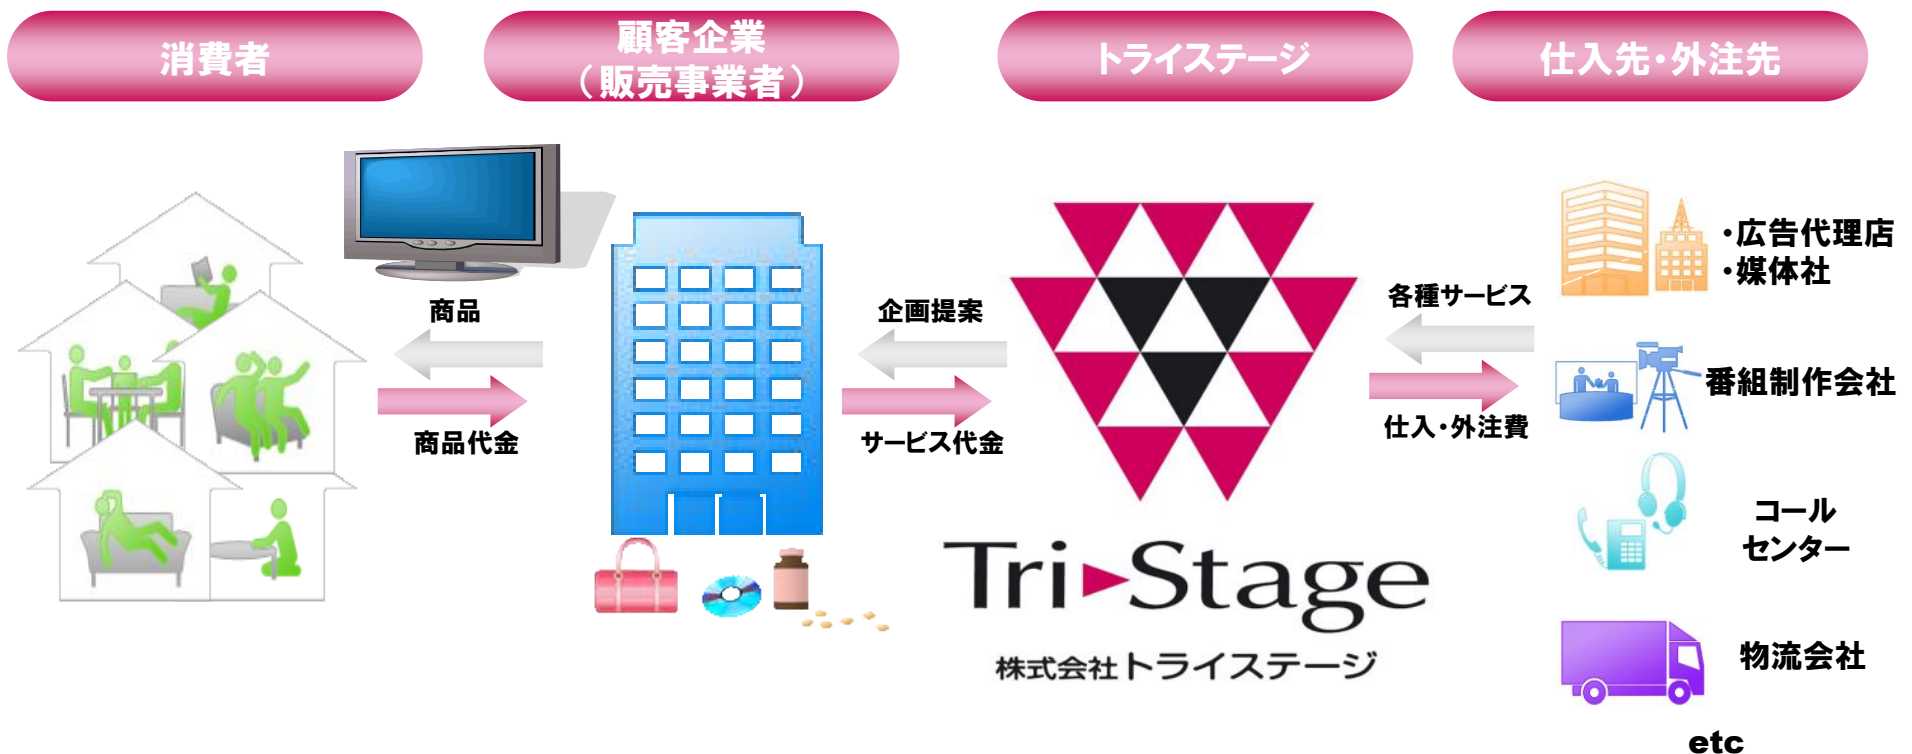 消費者
顧客企業
（販売事業者）
トライステージ
仕入先・外注先
商品
商品代金
企画提案
サービス代金
各種サービス
仕入・外注費
Tri Stage
株式会社トライステージ
・広告代理店
・媒体社
番組制作会社
コール
センター
物流会社
etc